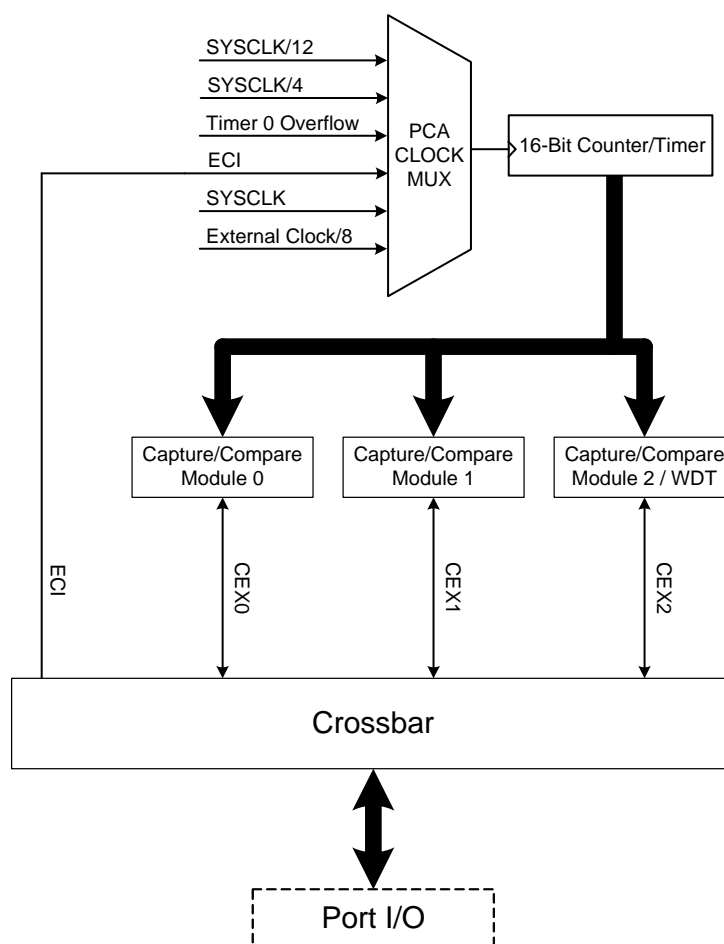 SYSCLK/12
SYSCLK/4
Timer 0 Overflow
ECI
SYSCLK
External Clock/8
PCA
CLOCK
MUX
16-Bit Counter/Timer
Capture/Compare
Module 0
Capture/Compare
Module 1
Capture/Compare
Module 2 / WDT
ECI
CEX0
CEX1
CEX2
Crossbar
Port I/O